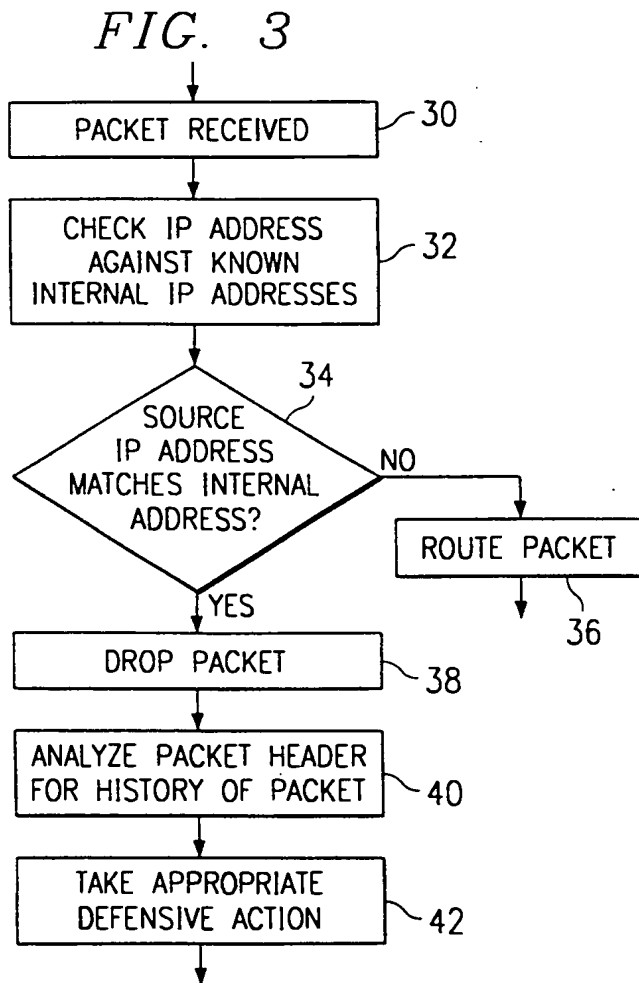 FIG. 3
PACKET RECEIVED
30
CHECK IP ADDRESS
AGAINST KNOWN
INTERNAL IP ADDRESSES
32
34
SOURCE
IP ADDRESS
MATCHES INTERNAL
ADDRESS?
NO
ROUTE PACKET
36
YES
DROP PACKET
38
ANALYZE PACKET HEADER
FOR HISTORY OF PACKET
40
TAKE APPROPRIATE
DEFENSIVE ACTION
42